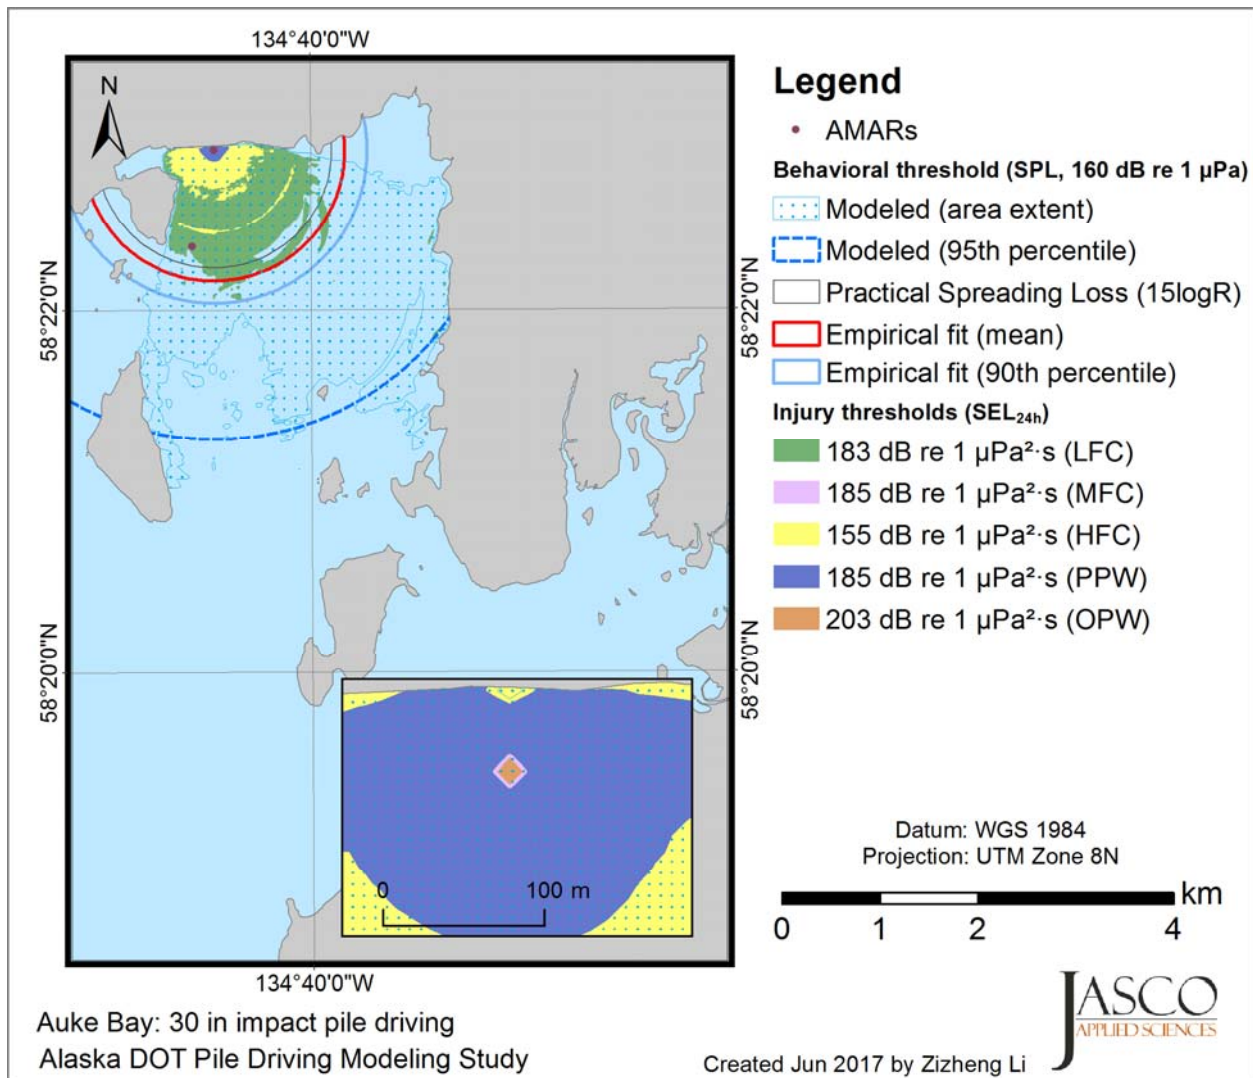 134°40'0"W
N
58°22'0"N
58°22'0"N
58°20'0"N
58°20'0"N
0
100 m
134°40'0"W
Legend
AMARs
Behavioral threshold (SPL, 160 dB re 1 µPa)
Modeled (area extent)
Modeled (95th percentile)
Practical Spreading Loss (15logR)
Empirical fit (mean)
Empirical fit (90th percentile)
Injury thresholds (SEL24h)
183 dB re 1 µPa²·s (LFC)
185 dB re 1 µPa²·s (MFC)
155 dB re 1 µPa²·s (HFC)
185 dB re 1 µPa²·s (PPW)
203 dB re 1 µPa²·s (OPW)
Datum: WGS 1984
Projection: UTM Zone 8N
km
0 1 2 4
Auke Bay: 30 in impact pile driving
Alaska DOT Pile Driving Modeling Study
Created Jun 2017 by Zizheng Li
JASCO
APPLIED SCIENCES